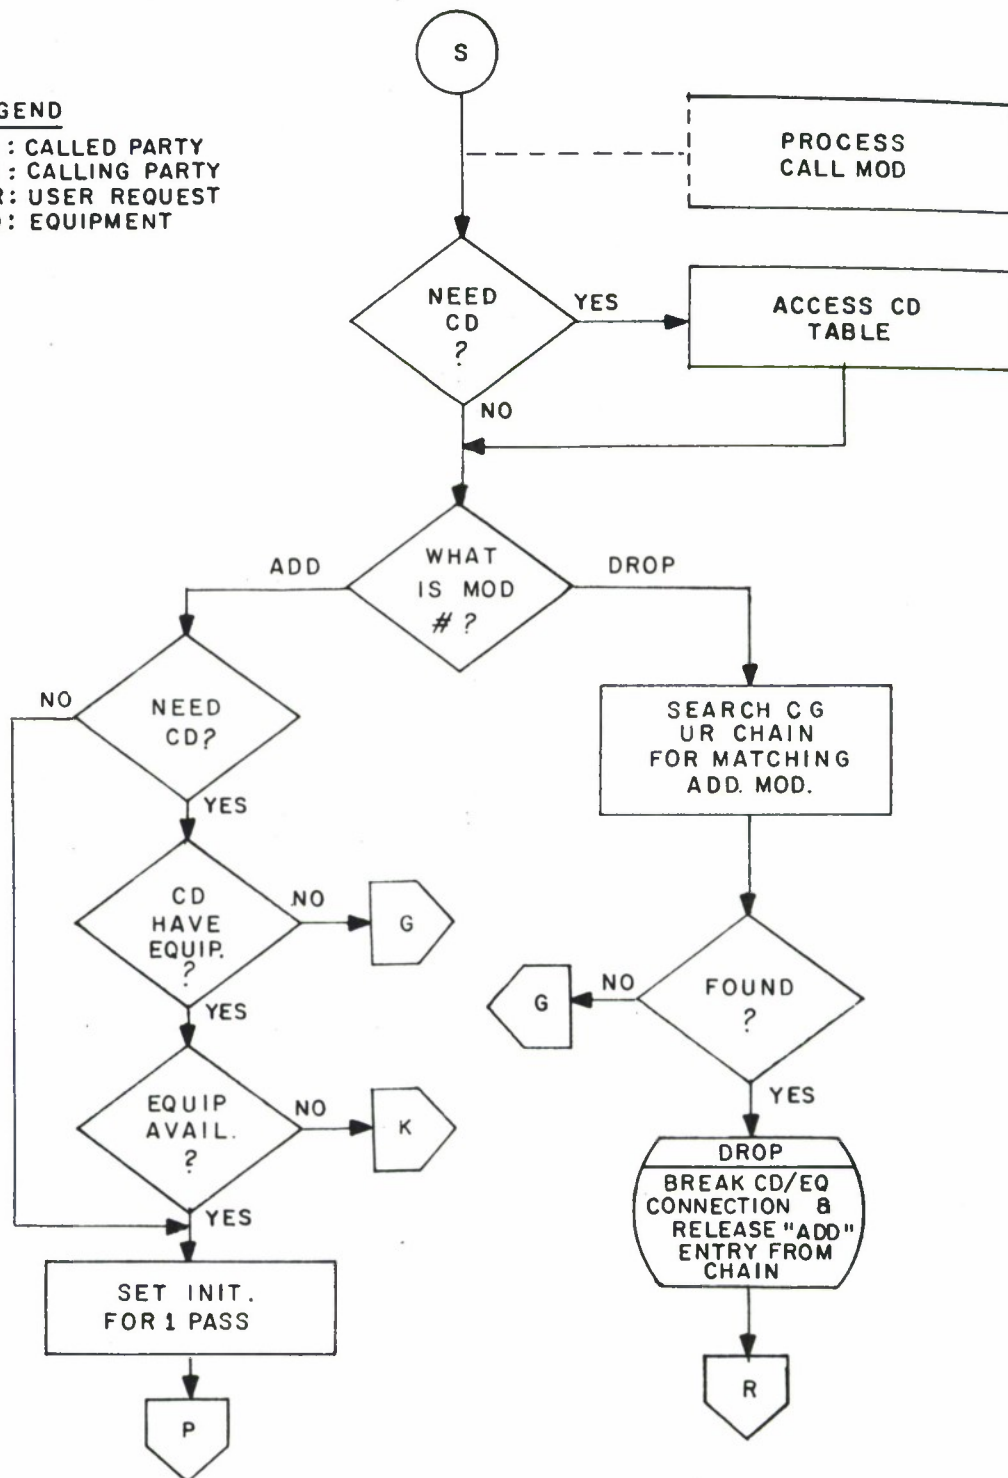 S
GEND
: CALLED PARTY
: CALLING PARTY
R: USER REQUEST
: EQUIPMENT
PROCESS
CALL MOD
NEED
CD
?
YES
ACCESS CD
TABLE
NO
WHAT
IS MOD
# ?
ADD
DROP
NEED
CD?
NO
YES
SEARCH CG
UR CHAIN
FOR MATCHING
ADD. MOD.
CD
HAVE
EQUIP.
?
NO
G
YES
FOUND
?
NO
G
YES
EQUIP
AVAIL.
?
NO
K
YES
DROP
BREAK CD/EQ
CONNECTION &
RELEASE "ADD"
ENTRY FROM
CHAIN
SET INIT.
FOR 1 PASS
P
R